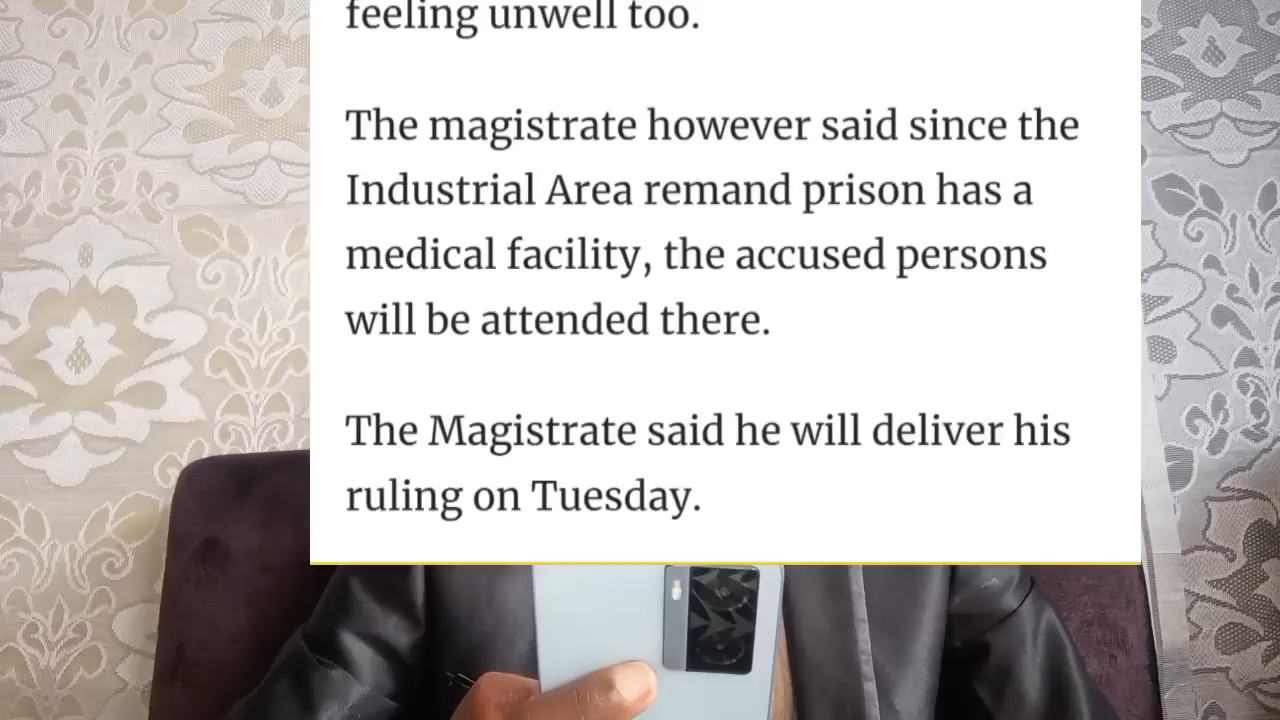 feeling unwell too.
The magistrate however said since the
Industrial Area remand prison has a
medical facility, the accused persons
will be attended there.
The Magistrate said he will deliver his
ruling on Tuesday.